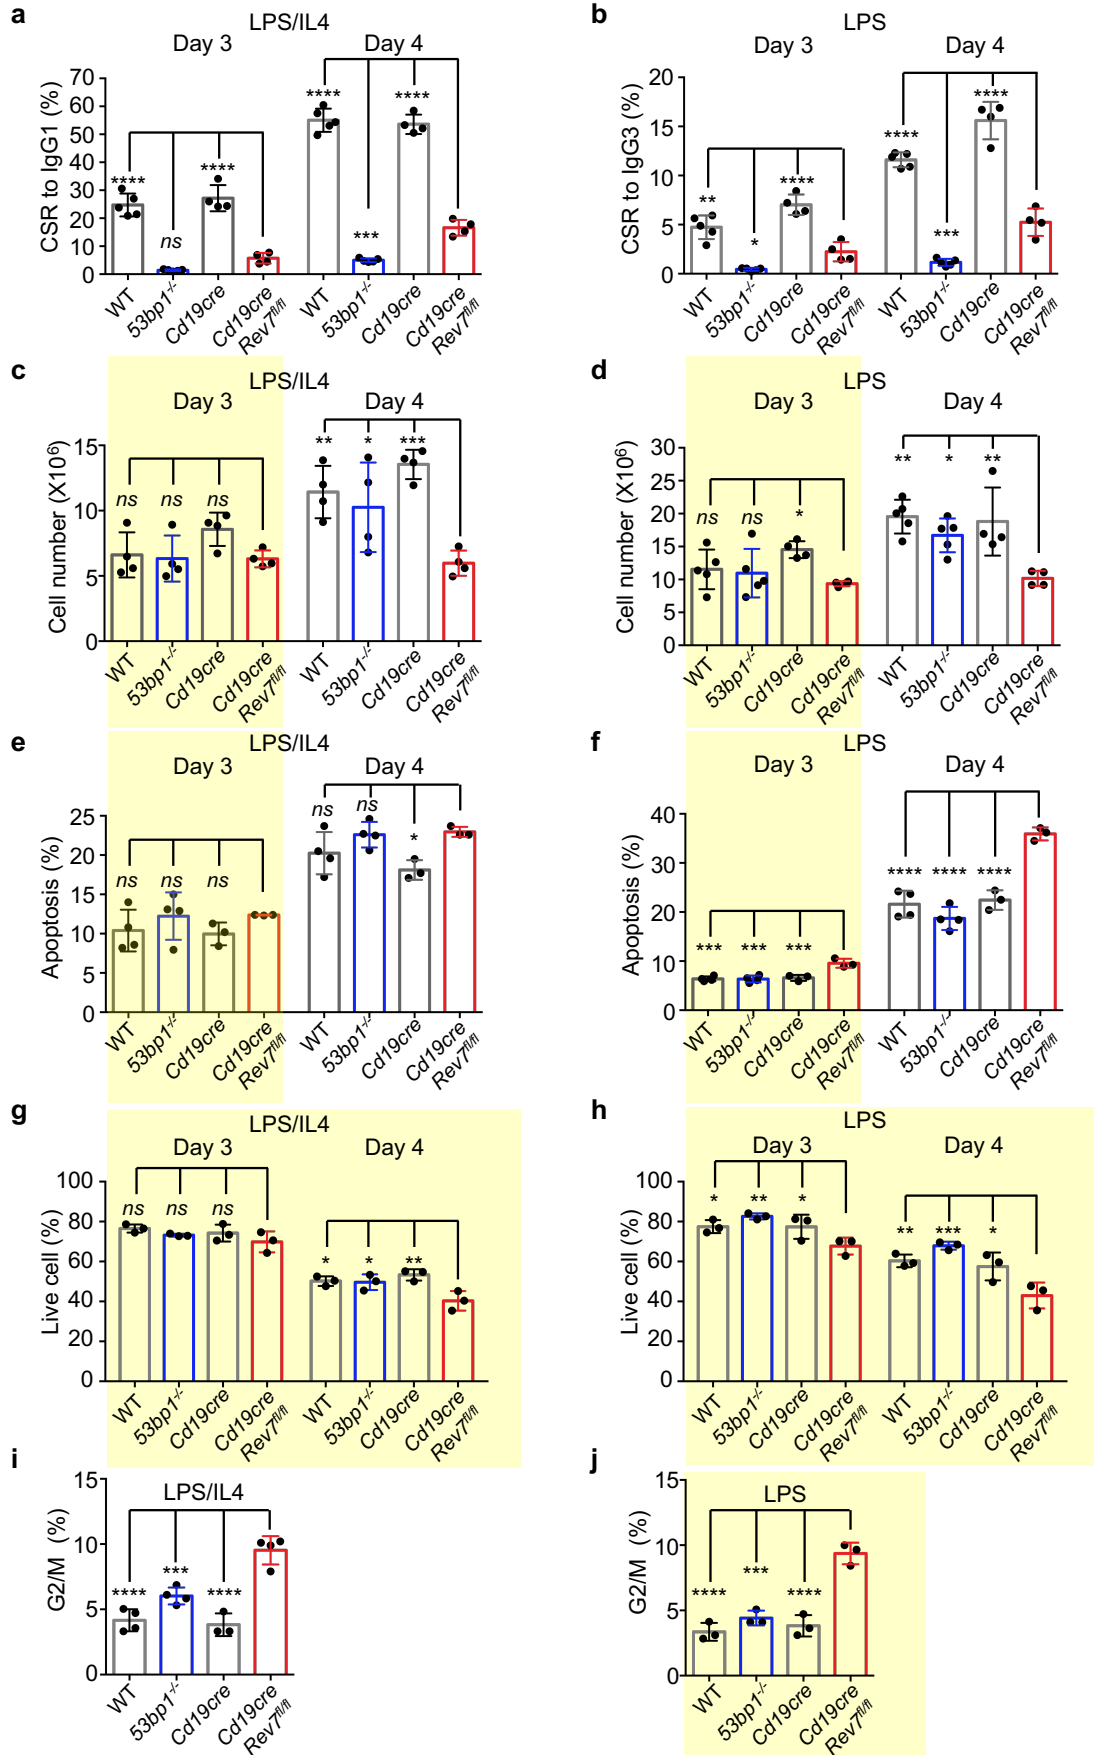 a
LPS/IL4
Day 3
Day 4
CSR to IgG1 (%)
70
60
50
40
30
20
10
0
****
ns
****
****
***
****
WT
53bp1-/-
Cd19cre
Cd19cre
Rev7fl/fl
WT
53bp1-/-
Cd19cre
Cd19cre
Rev7fl/fl
b
LPS
Day 3
Day 4
CSR to IgG3 (%)
20
15
10
5
0
**
*
****
****
***
****
WT
53bp1-/-
Cd19cre
Cd19cre
Rev7fl/fl
WT
53bp1-/-
Cd19cre
Cd19cre
Rev7fl/fl
c
LPS/IL4
Day 3
Day 4
Cell number (X10⁶)
15
10
5
0
ns
ns
ns
**
*
***
WT
53bp1-/-
Cd19cre
Cd19cre
Rev7fl/fl
WT
53bp1-/-
Cd19cre
Cd19cre
Rev7fl/fl
d
LPS
Day 3
Day 4
Cell number (X10⁶)
30
25
20
15
10
5
0
ns
ns
*
**
*
**
WT
53bp1-/-
Cd19cre
Cd19cre
Rev7fl/fl
WT
53bp1-/-
Cd19cre
Cd19cre
Rev7fl/fl
e
LPS/IL4
Day 3
Day 4
Apoptosis (%)
25
20
15
10
5
0
ns
ns
ns
ns
ns
*
WT
53bp1-/-
Cd19cre
Cd19cre
Rev7fl/fl
WT
53bp1-/-
Cd19cre
Cd19cre
Rev7fl/fl
f
LPS
Day 3
Day 4
Apoptosis (%)
40
30
20
10
0
***
***
***
****
****
****
WT
53bp1-/-
Cd19cre
Cd19cre
Rev7fl/fl
WT
53bp1-/-
Cd19cre
Cd19cre
Rev7fl/fl
g
LPS/IL4
Day 3
Day 4
Live cell (%)
100
80
60
40
20
0
ns
ns
ns
*
*
**
WT
53bp1-/-
Cd19cre
Cd19cre
Rev7fl/fl
WT
53bp1-/-
Cd19cre
Cd19cre
Rev7fl/fl
h
LPS
Day 3
Day 4
Live cell (%)
100
80
60
40
20
0
*
**
*
**
***
*
WT
53bp1-/-
Cd19cre
Cd19cre
Rev7fl/fl
WT
53bp1-/-
Cd19cre
Cd19cre
Rev7fl/fl
i
LPS/IL4
G2/M (%)
15
10
5
0
****
***
****
WT
53bp1-/-
Cd19cre
Cd19cre
Rev7fl/fl
j
LPS
G2/M (%)
15
10
5
0
****
***
****
WT
53bp1-/-
Cd19cre
Cd19cre
Rev7fl/fl